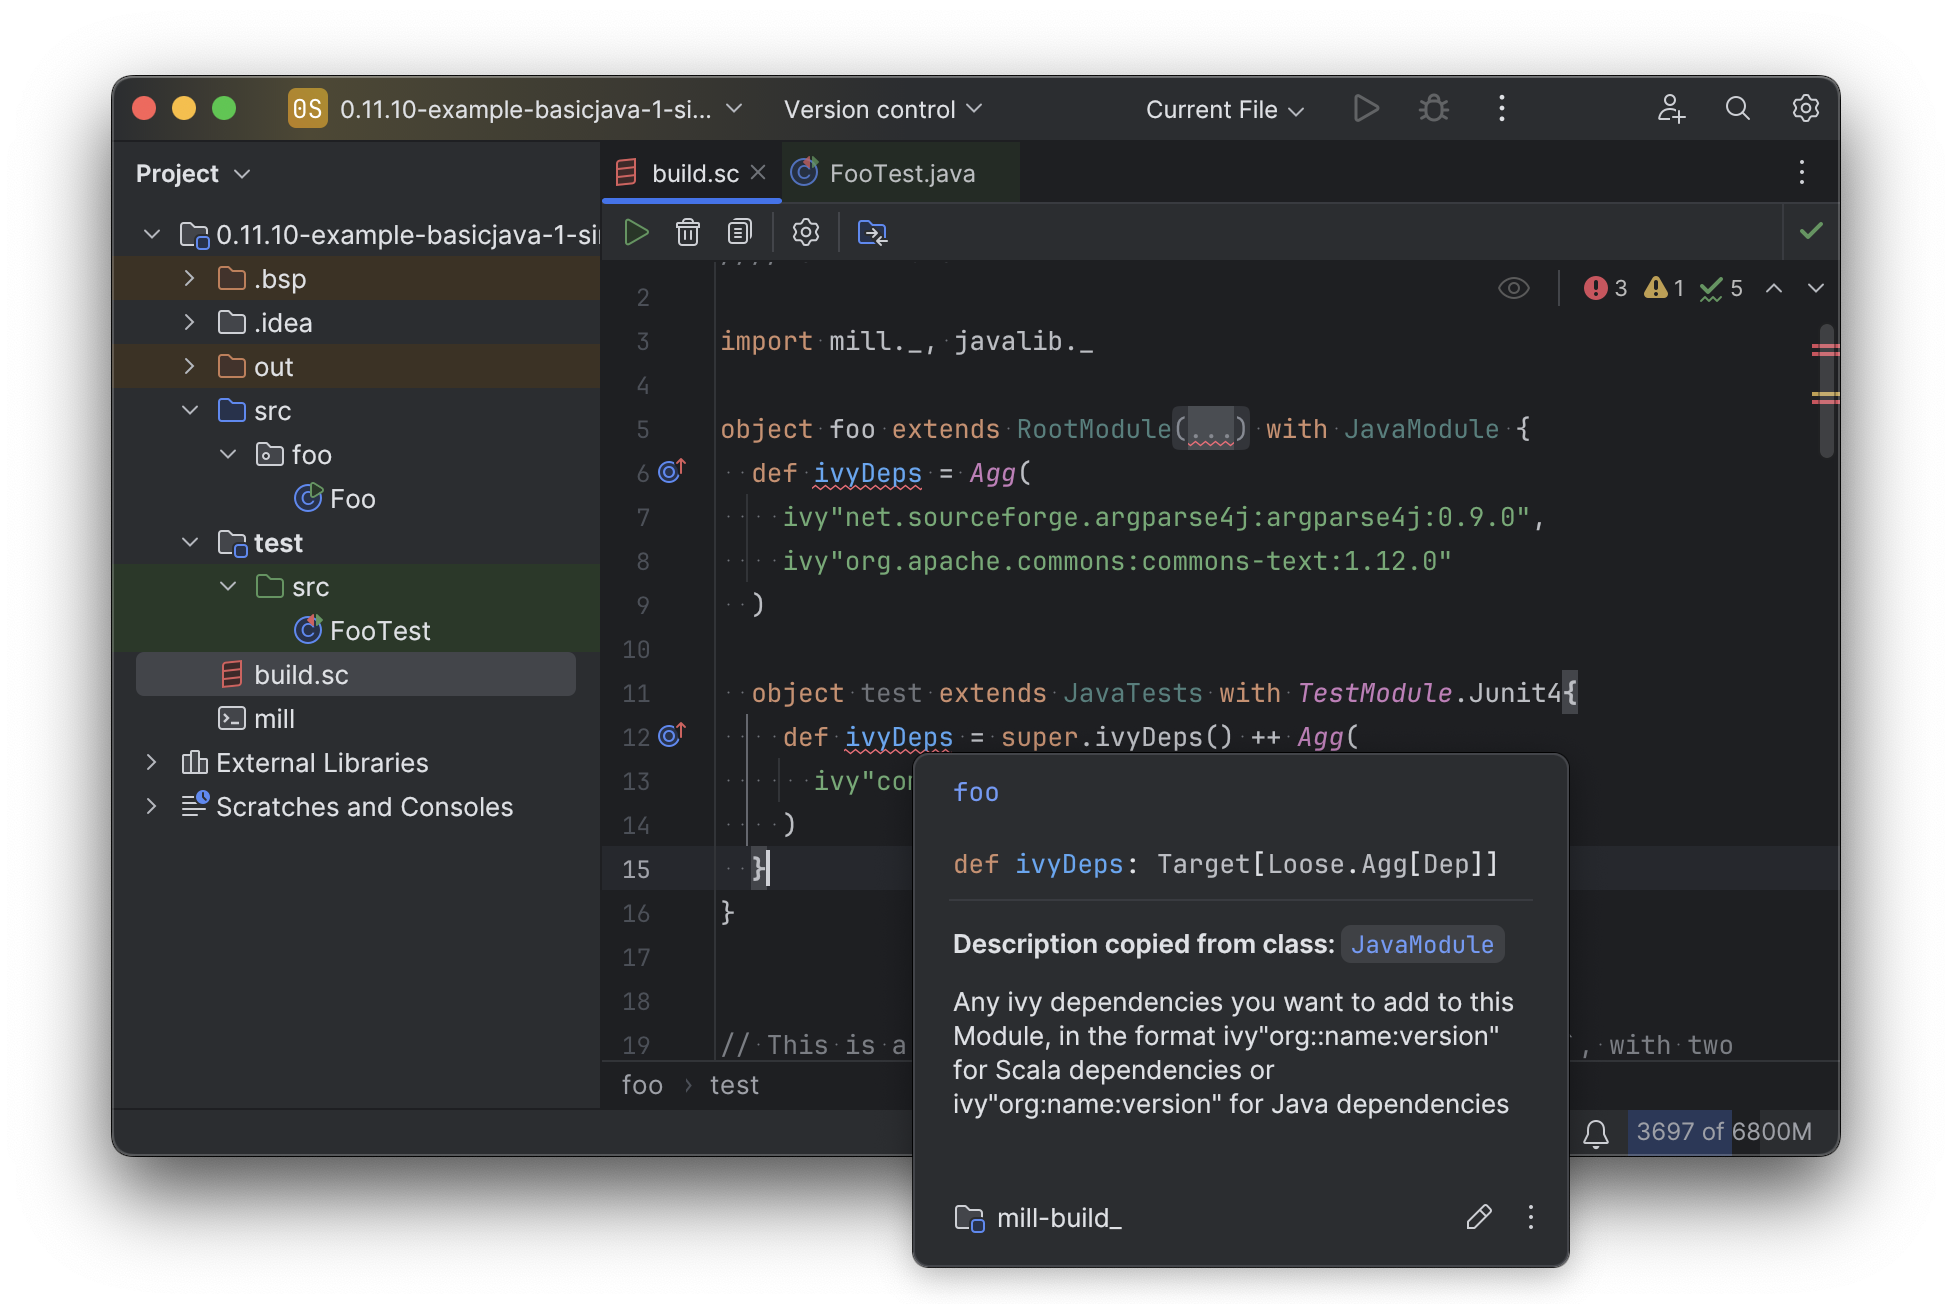 0S 0.11.10-example-basicjava-1-si... Version control Current File
Project
build.sc FooTest.java
0.11.10-example-basicjava-1-si
.bsp
.idea
out
src
foo
Foo
test
src
FooTest
build.sc
mill
External Libraries
Scratches and Consoles
3 1 5
2
3 import mill._, javalib._
4
5 object foo extends RootModule(...) with JavaModule {
6 def ivyDeps = Agg(
7 ivy"net.sourceforge.argparse4j:argparse4j:0.9.0",
8 ivy"org.apache.commons:commons-text:1.12.0"
9 )
10
11 object test extends JavaTests with TestModule.Junit4{
12 def ivyDeps = super.ivyDeps() ++ Agg(
13 ivy"co
14 )
15 }
16 }
17
18
19 // This is a , with two
foo › test
foo
def ivyDeps: Target[Loose.Agg[Dep]]
Description copied from class: JavaModule
Any ivy dependencies you want to add to this
Module, in the format ivy"org::name:version"
for Scala dependencies or
ivy"org:name:version" for Java dependencies
mill-build_
3697 of 6800M